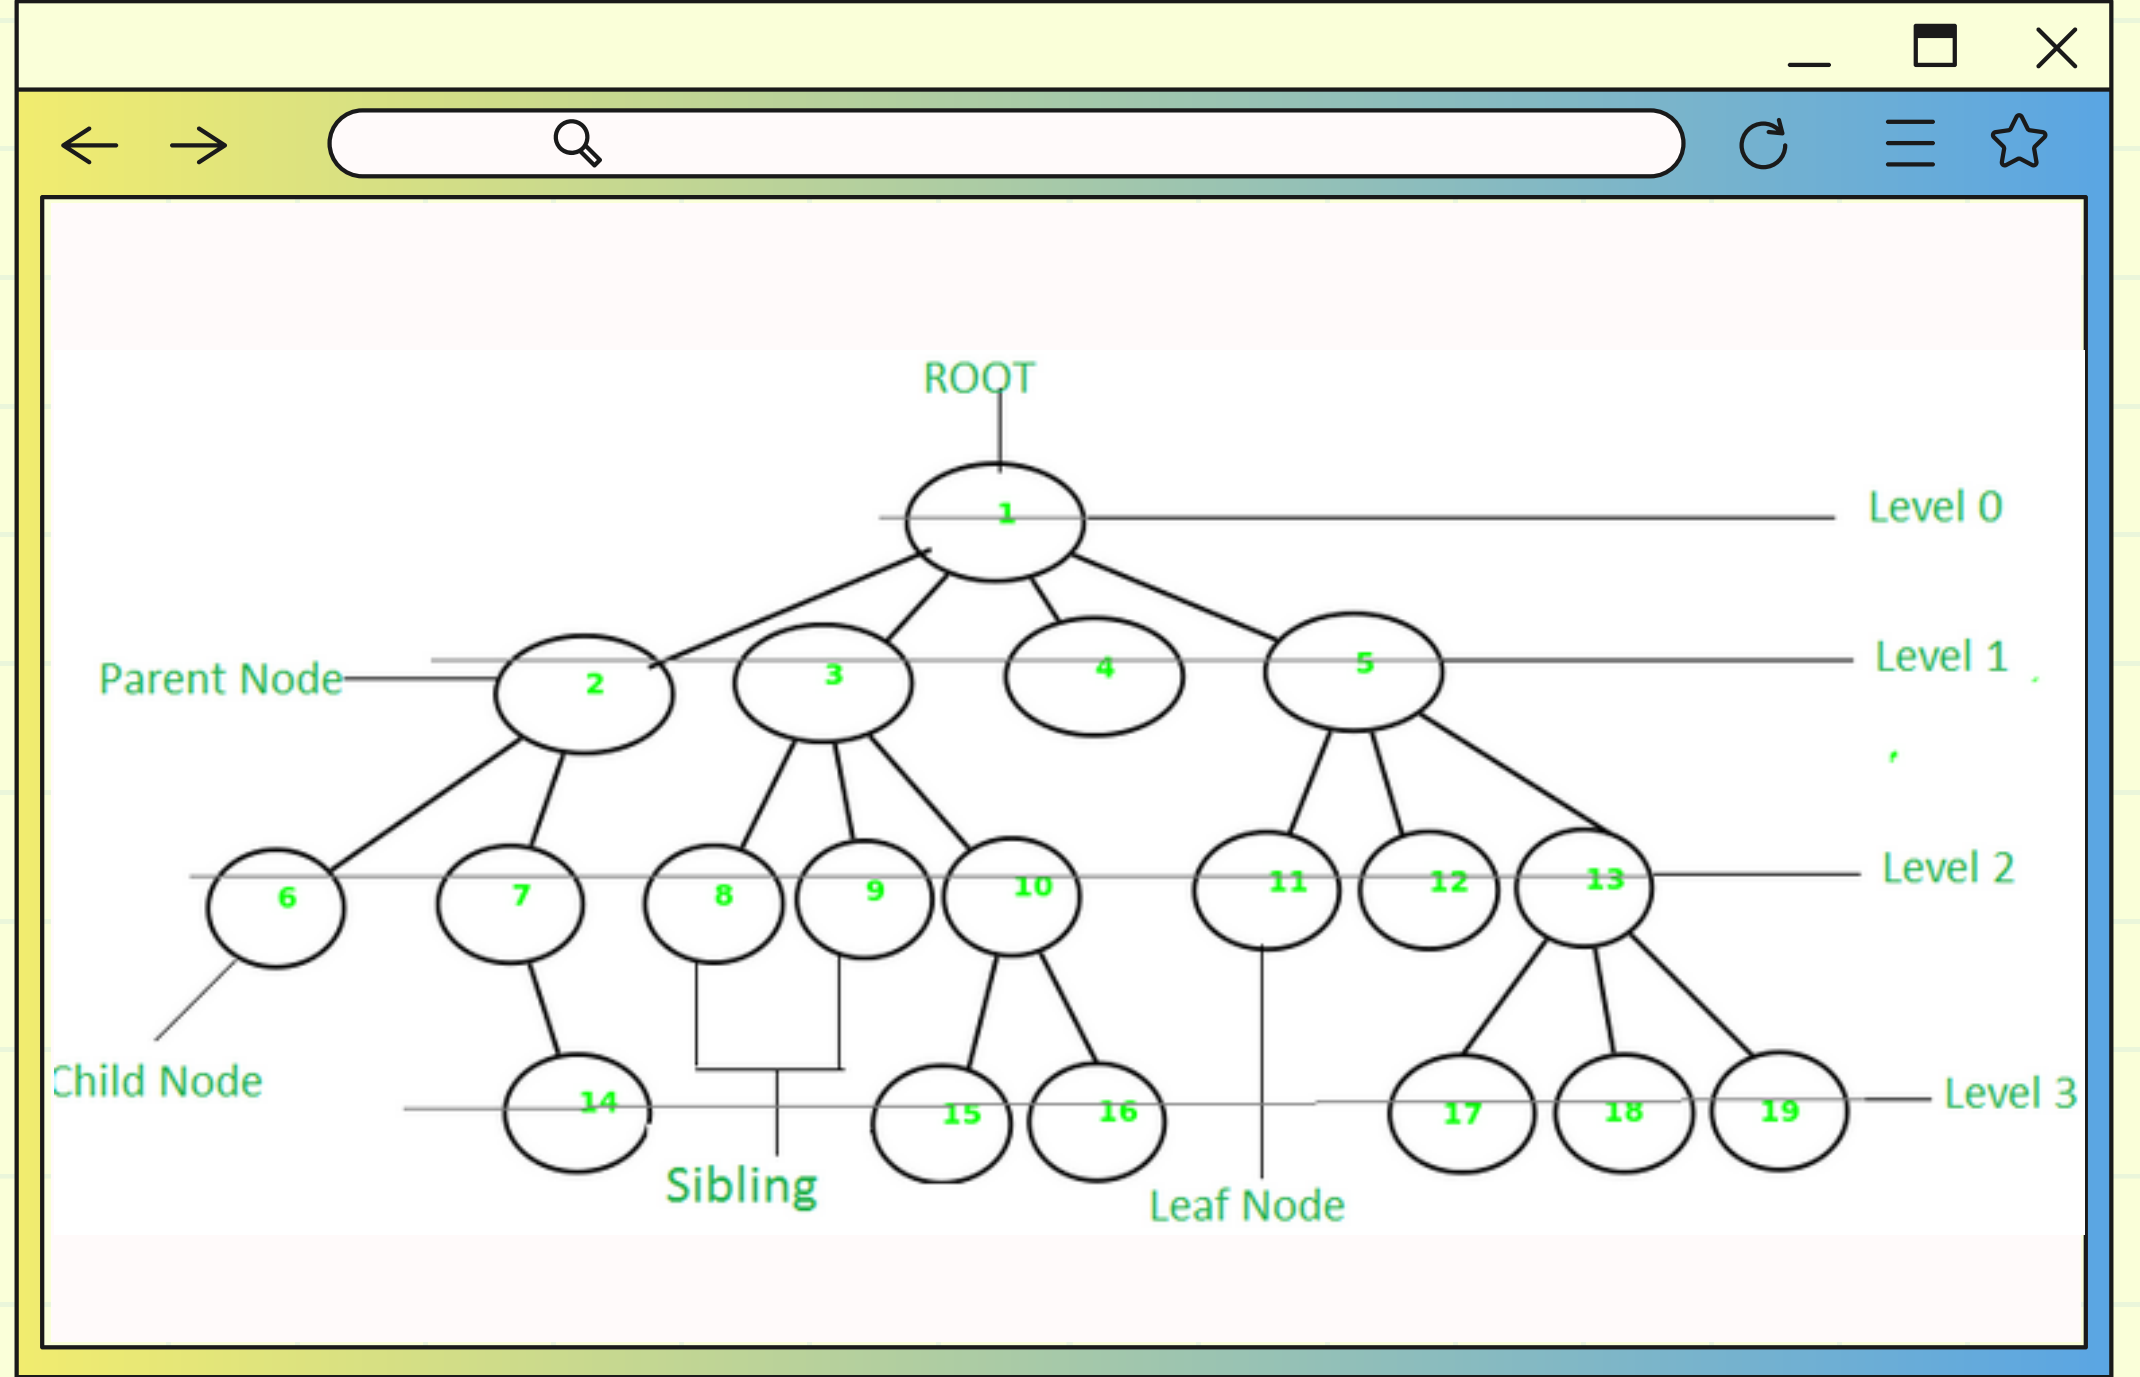 ROOT
1
Level 0
Parent Node
2
3
4
5
Level 1
6
7
8
9
10
11
12
13
Level 2
Child Node
14
15
16
17
18
19
Level 3
Sibling
Leaf Node